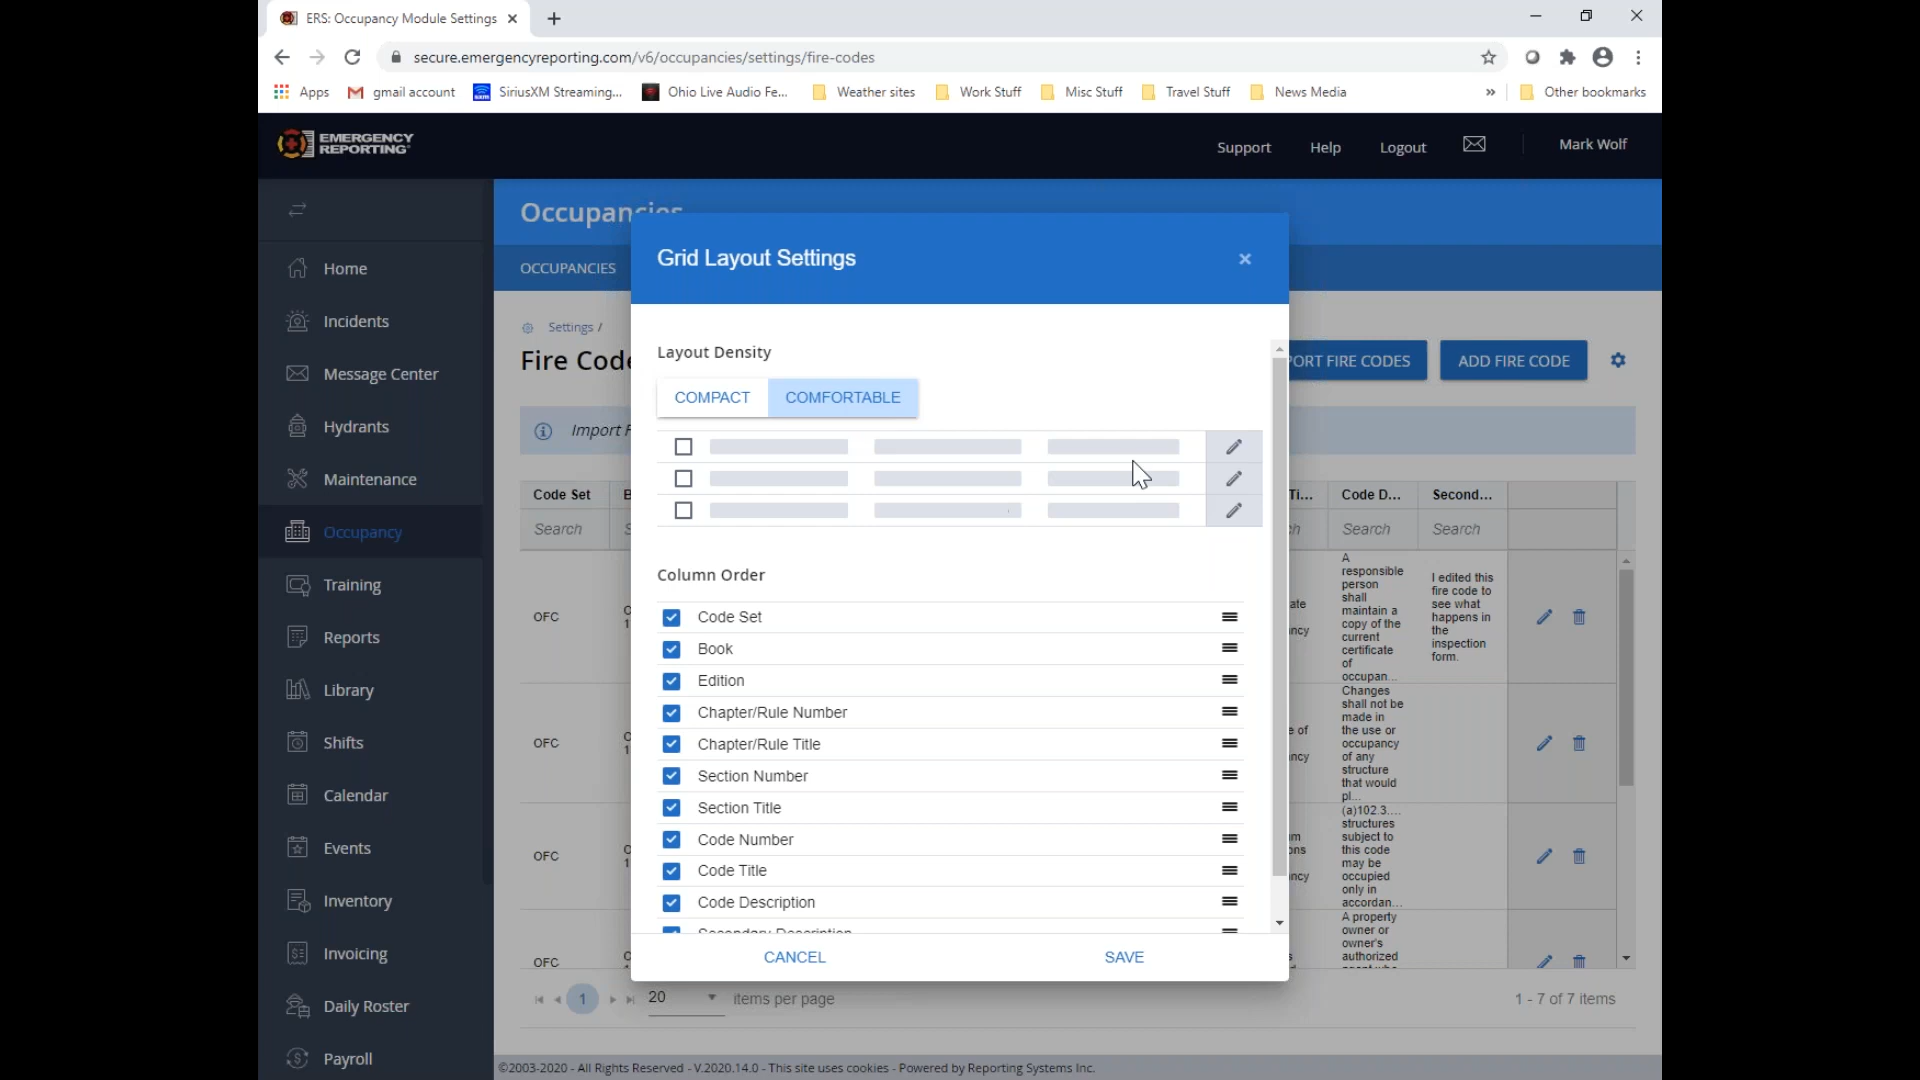 ERS: Occupancy Module Settings
secure.emergencyreporting.com/v6/occupancies/settings/fire-codes
Apps gmail account SiriusXM Streaming... Ohio Live Audio Fe... Weather sites Work Stuff Misc Stuff Travel Stuff News Media » Other bookmarks
EMERGENCY
REPORTING
Support Help Logout Mark Wolf
Occupancies
OCCUPANCIES
Home
Incidents
Message Center
Hydrants
Maintenance
Occupancy
Training
Reports
Library
Shifts
Calendar
Events
Inventory
Invoicing
Daily Roster
Payroll
Settings /
Fire Code
PORT FIRE CODES
ADD FIRE CODE
Import F
Grid Layout Settings
Layout Density
COMPACT COMFORTABLE
Column Order
Code Set
Book
Edition
Chapter/Rule Number
Chapter/Rule Title
Section Number
Section Title
Code Number
Code Title
Code Description
Secondary Description
CANCEL SAVE
Code Set B Ti... Code D... Second...
Search S ch Search Search
OFC
A
responsible
person
shall
maintain a
copy of the
current
certificate
of
occupan...
I edited this
fire code to
see what
happens in
the
inspection
form.
OFC
Changes
shall not be
made in
the use or
occupancy
of any
structure
that would
pl...
OFC
(a)102.3....
structures
subject to
this code
may be
occupied
only in
accordan...
OFC
A property
owner or
owner's
authorized
agent who
1 20 items per page 1 - 7 of 7 items
©2003-2020 - All Rights Reserved - V.2020.14.0 - This site uses cookies - Powered by Reporting Systems Inc.